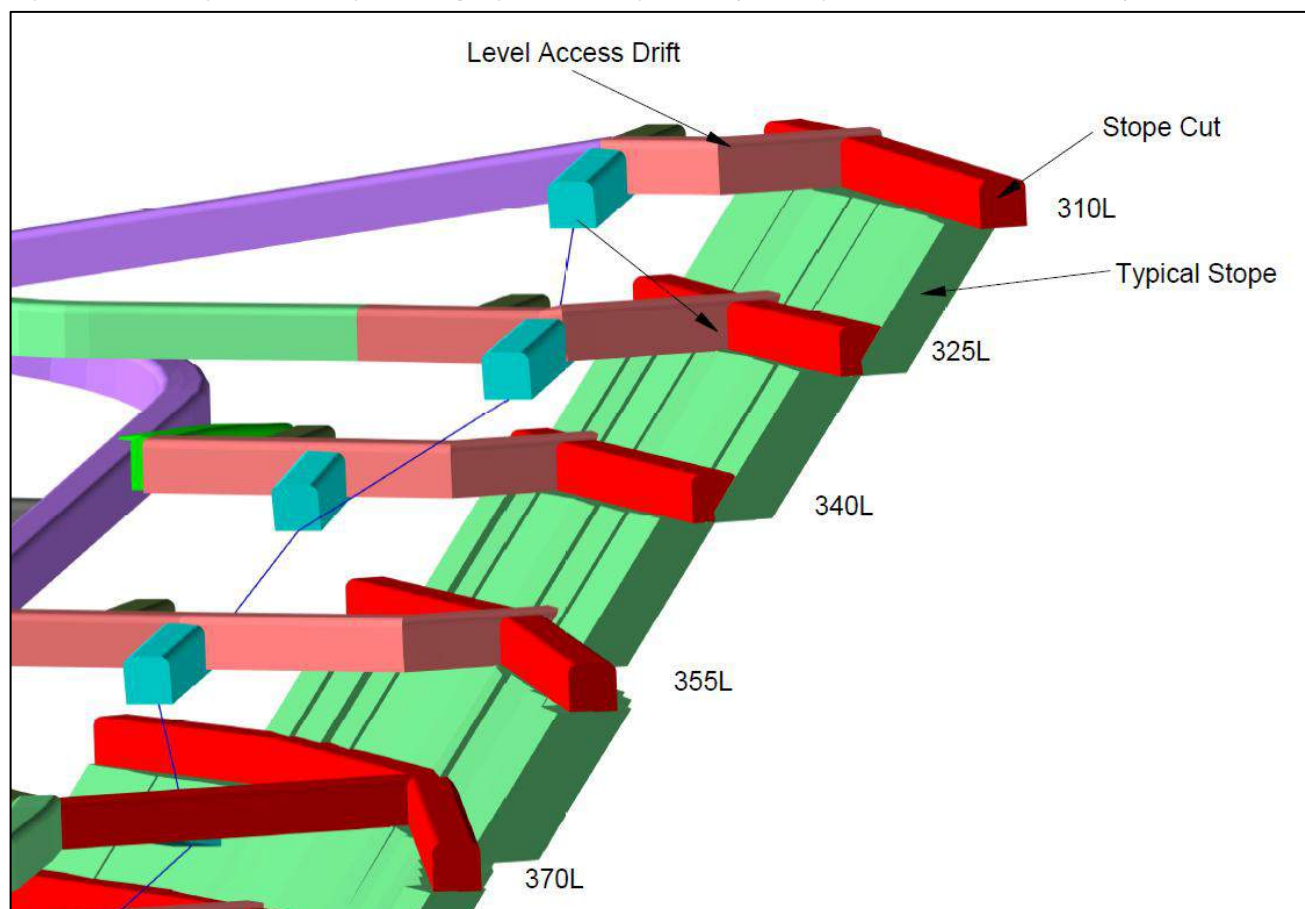 Level Access Drift
Stope Cut
310L
Typical Stope
325L
340L
355L
370L